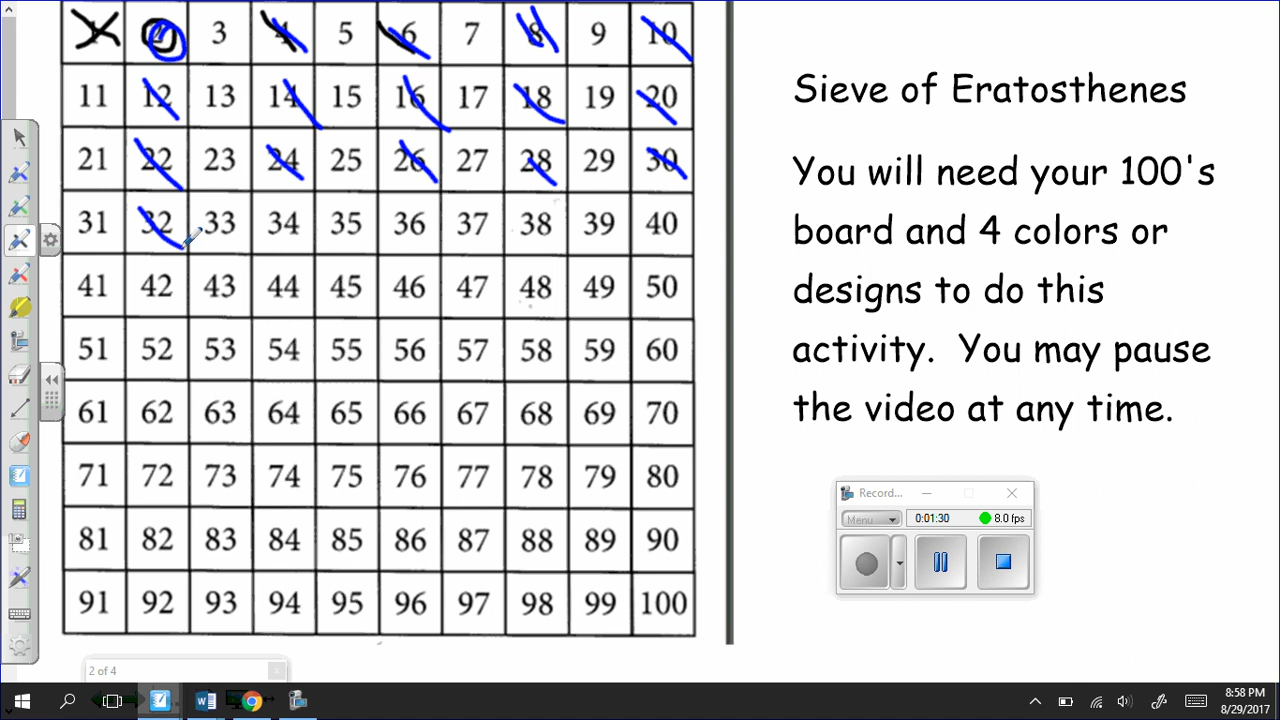 1 2 3 4 5 6 7 8 9 10
11 12 13 14 15 16 17 18 19 20
21 22 23 24 25 26 27 28 29 30
31 32 33 34 35 36 37 38 39 40
41 42 43 44 45 46 47 48 49 50
51 52 53 54 55 56 57 58 59 60
61 62 63 64 65 66 67 68 69 70
71 72 73 74 75 76 77 78 79 80
81 82 83 84 85 86 87 88 89 90
91 92 93 94 95 96 97 98 99 100
Sieve of Eratosthenes
You will need your 100's
board and 4 colors or
designs to do this
activity. You may pause
the video at any time.
Record...
Menu 0:01:30 8.0 fps
2 of 4
8:58 PM
8/29/2017